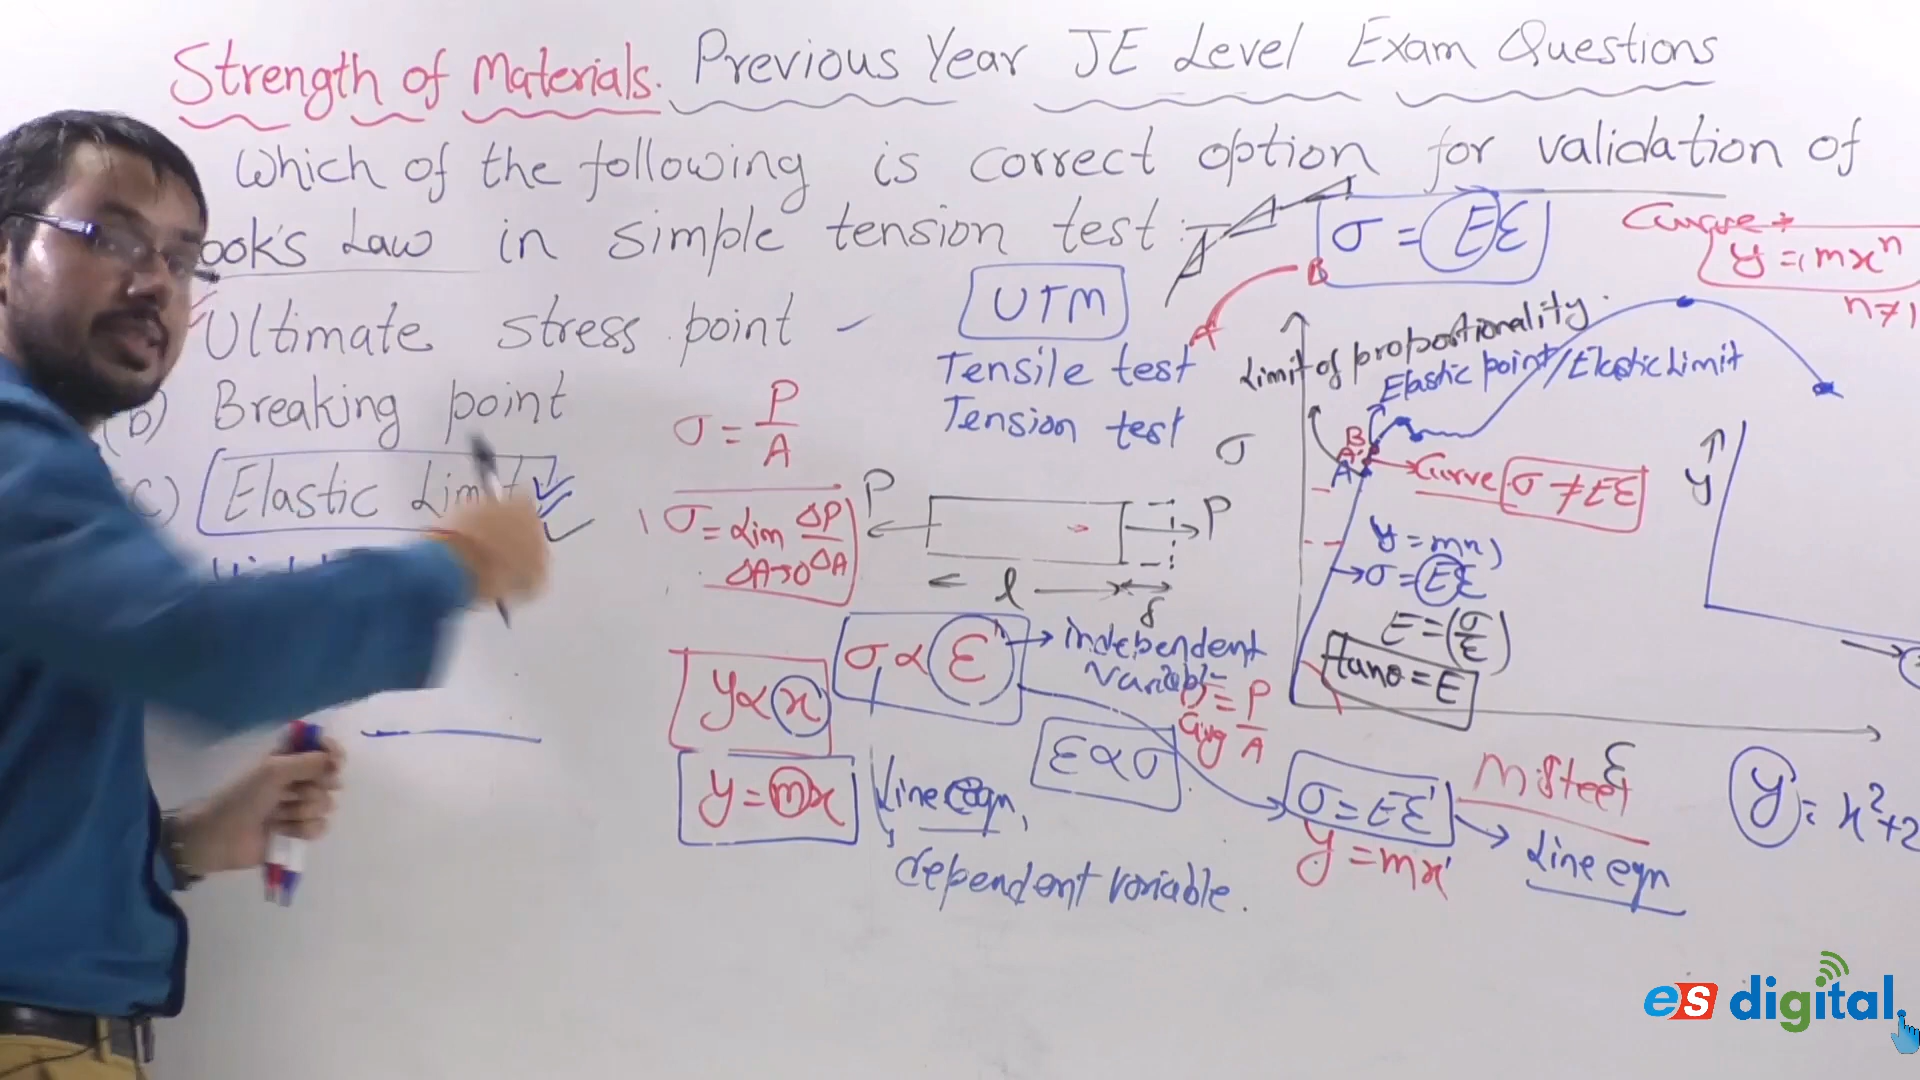 Strength of Materials. Previous Year JE Level Exam Questions
Which of the following is correct option for validation of
ook's Law in simple tension test :-
σ = Eε
Curve →
y = mxⁿ
n≠1
Ultimate stress point -
(b) Breaking point
(c) Elastic Limit
UTM
Tensile test
Tension test
σ = P/A
σ = Lim ΔP/ΔA
ΔA→0
P
P
l
δ
A
B
Limit of proportionality
Elastic point/Elastic Limit
σ
B
A'
A
Curve σ ≠ Eε
y = mx
σ = Eε
E = (σ/ε)
tanθ = E
ε
y
σ ∝ ε
independent
variable
y ∝ x
y = mx
Line eqn,
dependent variable.
ε ∝ σ
σ = P/A
avg
σ = Eε'
y = mx'
Line eqn
M·Steel
y = x²+2
es digital.